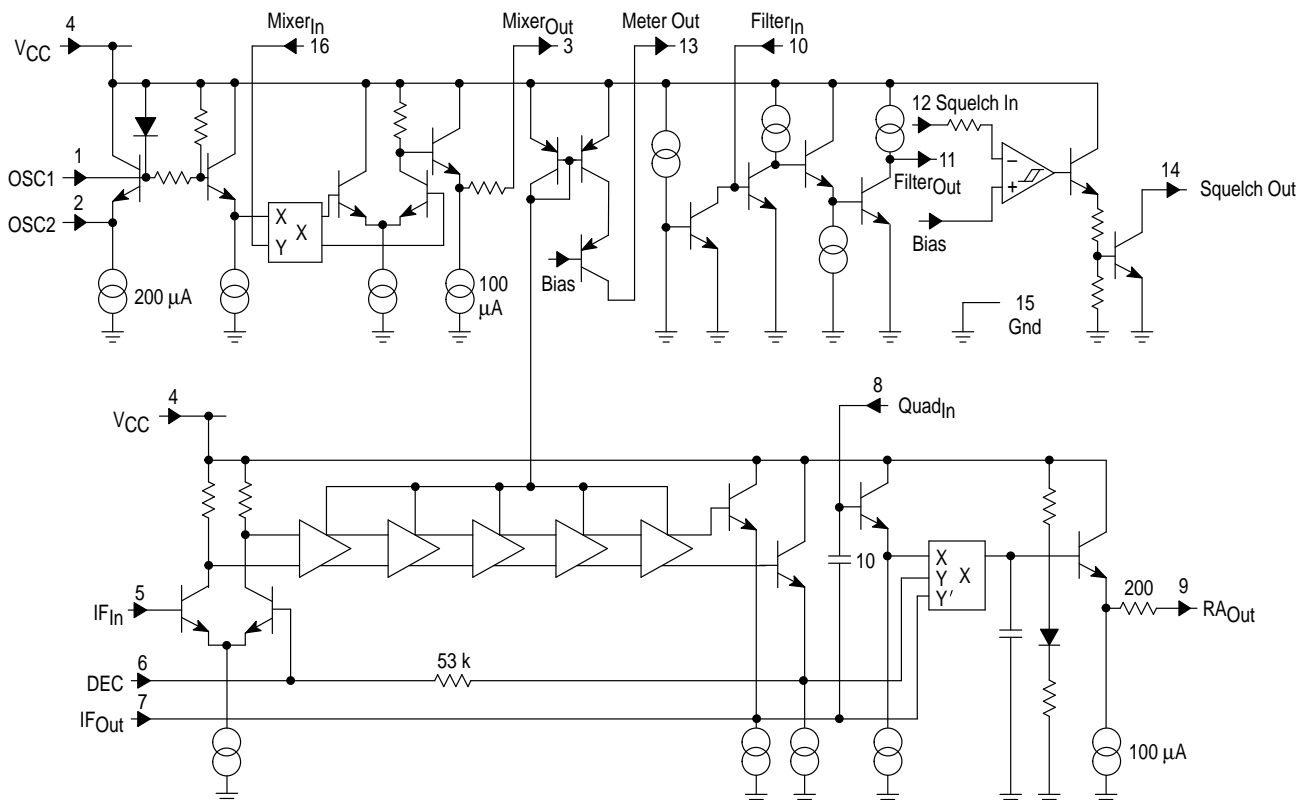 4
VCC
MixerIn
16
MixerOut
3
Meter Out
13
FilterIn
10
12 Squelch In
1
OSC1
2
OSC2
X
Y
X
200 µA
100
µA
Bias
11
FilterOut
−
+
Bias
14
Squelch Out
15
Gnd
4
VCC
8
QuadIn
10
X
Y
Y′
X
5
IFIn
6
DEC
53 k
7
IFOut
200
9
RAOut
100 µA